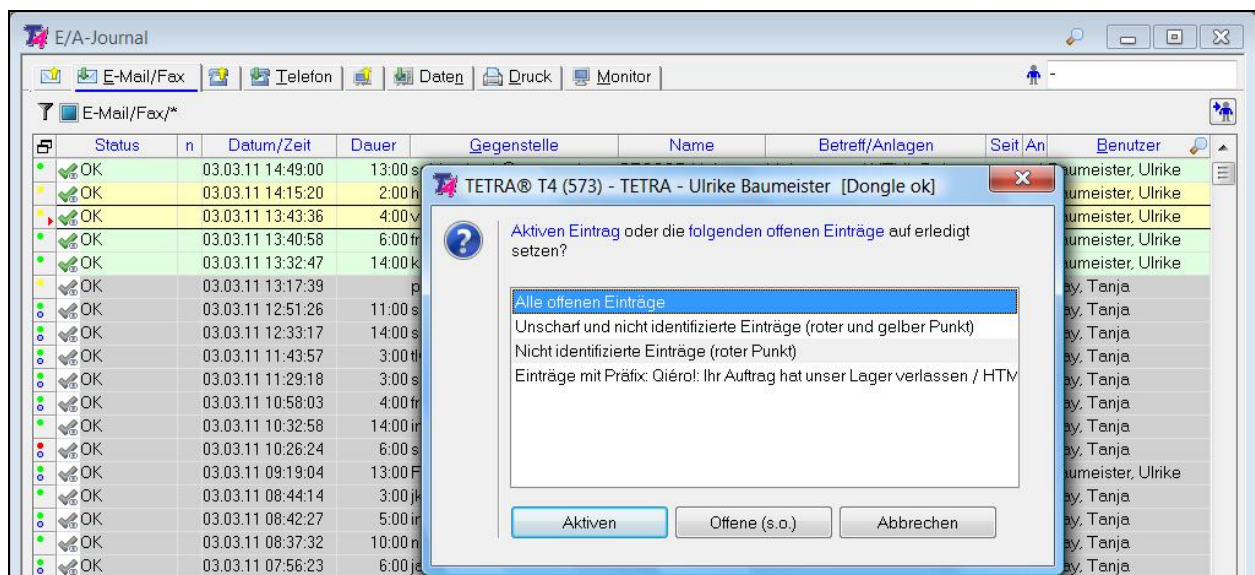 E/A-Journal
E-Mail/Fax Telefon Daten Druck Monitor -
E-Mail/Fax/*
Status n Datum/Zeit Dauer Gegenstelle Name Betreff/Anlagen Seit An Benutzer
OK 03.03.11 14:49:00 13:00 Ulrike
OK 03.03.11 14:15:20 2:00 Ulrike
OK 03.03.11 13:43:36 4:00 Ulrike
OK 03.03.11 13:40:58 6:00 Ulrike
OK 03.03.11 13:32:47 14:00 Ulrike
OK 03.03.11 13:17:39 Tanja
OK 03.03.11 12:51:26 11:00 Tanja
OK 03.03.11 12:33:17 14:00 Tanja
OK 03.03.11 11:43:57 3:00 Tanja
OK 03.03.11 11:29:18 3:00 Tanja
OK 03.03.11 10:58:03 4:00 Tanja
OK 03.03.11 10:32:58 14:00 Tanja
OK 03.03.11 10:26:24 6:00 Tanja
OK 03.03.11 09:19:04 13:00 Ulrike
OK 03.03.11 08:44:14 3:00 Tanja
OK 03.03.11 08:42:27 5:00 Tanja
OK 03.03.11 08:37:32 10:00 Tanja
OK 03.03.11 07:56:23 6:00 Tanja
TETRA® T4 (573) - TETRA - Ulrike Baumeister [Dongle ok]
Aktiven Eintrag oder die folgenden offenen Einträge auf erledigt
setzen?
Alle offenen Einträge
Unscharf und nicht identifizierte Einträge (roter und gelber Punkt)
Nicht identifizierte Einträge (roter Punkt)
Einträge mit Präfix: Qiéro!: Ihr Auftrag hat unser Lager verlassen / HTM
Aktiven Offene (s.o.) Abbrechen